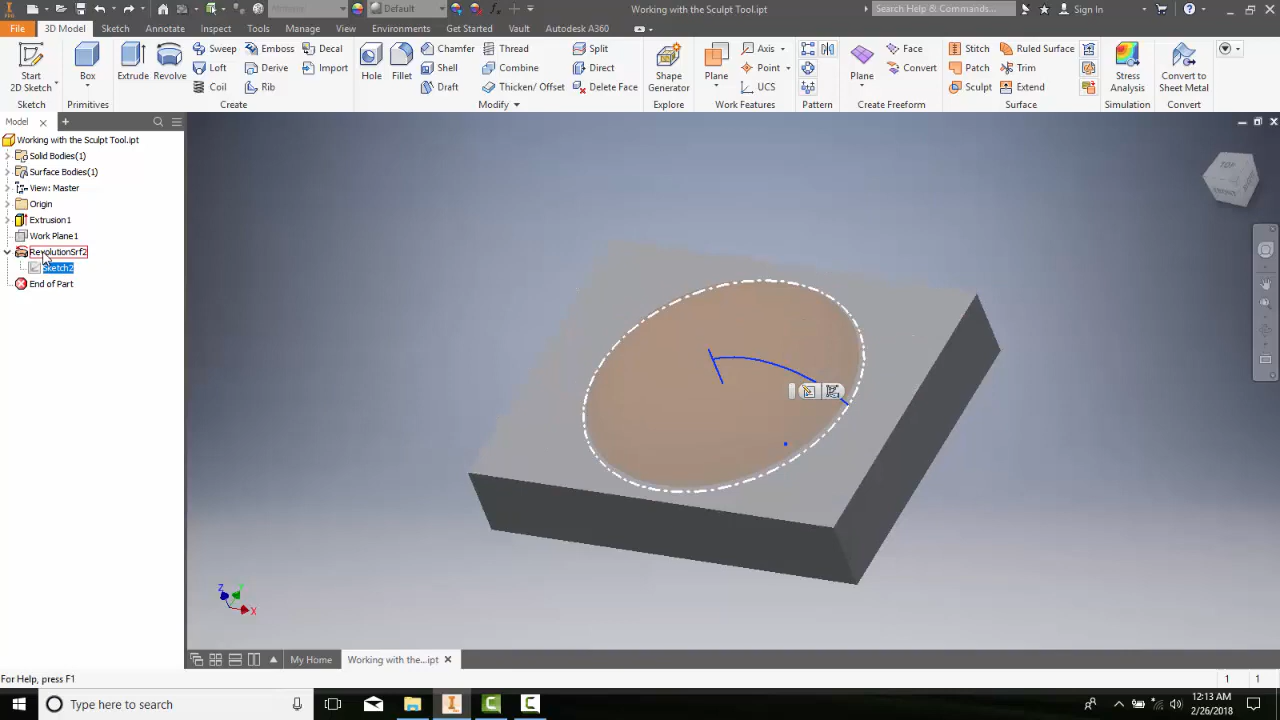 Default
Working with the Sculpt Tool.ipt
Search Help & Commands...
Sign In
File
3D Model
Sketch
Annotate
Inspect
Tools
Manage
View
Environments
Get Started
Vault
Autodesk A360
Start
2D Sketch
Sketch
Box
Primitives
Extrude
Revolve
Sweep
Emboss
Decal
Loft
Derive
Import
Coil
Rib
Create
Hole
Fillet
Chamfer
Thread
Split
Shell
Combine
Direct
Draft
Thicken/ Offset
Delete Face
Modify
Shape
Generator
Explore
Plane
Axis
Point
UCS
Work Features
Pattern
Plane
Face
Convert
Create Freeform
Stitch
Ruled Surface
Patch
Trim
Sculpt
Extend
Surface
Stress
Analysis
Simulation
Convert to
Sheet Metal
Convert
Model
Working with the Sculpt Tool.ipt
Solid Bodies(1)
Surface Bodies(1)
View: Master
Origin
Extrusion1
Work Plane1
RevolutionSrf2
Sketch2
End of Part
TOP
Z
Y
X
My Home
Working with the...ipt
For Help, press F1
1
1
Type here to search
12:13 AM
2/26/2018